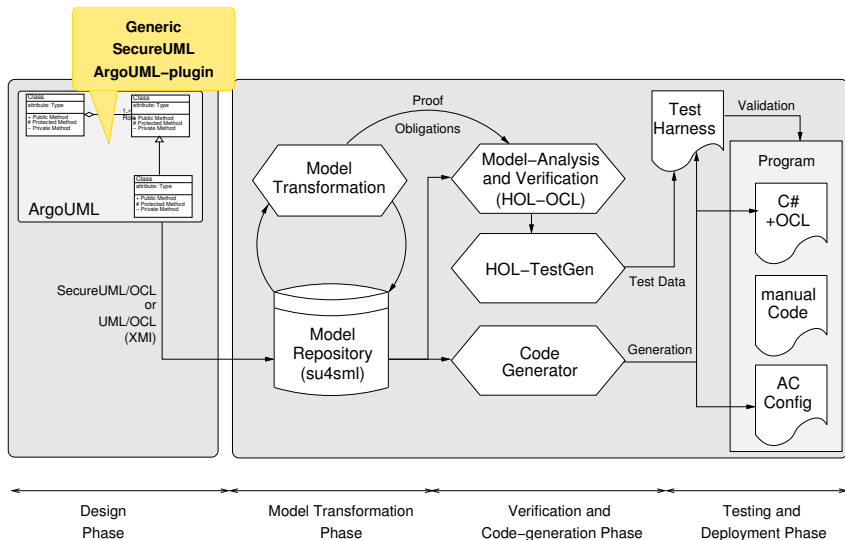 Generic
SecureUML
ArgoUML–plugin
Class
attribute: Type
+ Public Method
# Protected Method
– Private Method
1..*
Role
Class
attribute: Type
+ Public Method
# Protected Method
– Private Method
Class
attribute: Type
+ Public Method
# Protected Method
– Private Method
ArgoUML
SecureUML/OCL
or
UML/OCL
(XMI)
Proof
Obligations
Model
Transformation
Model
Repository
(su4sml)
Model–Analysis
and Verification
(HOL–OCL)
HOL–TestGen
Test Data
Code
Generator
Generation
Test
Harness
Validation
Program
C#
+OCL
manual
Code
AC
Config
Design
Phase
Model Transformation
Phase
Verification and
Code–generation Phase
Testing and
Deployment Phase